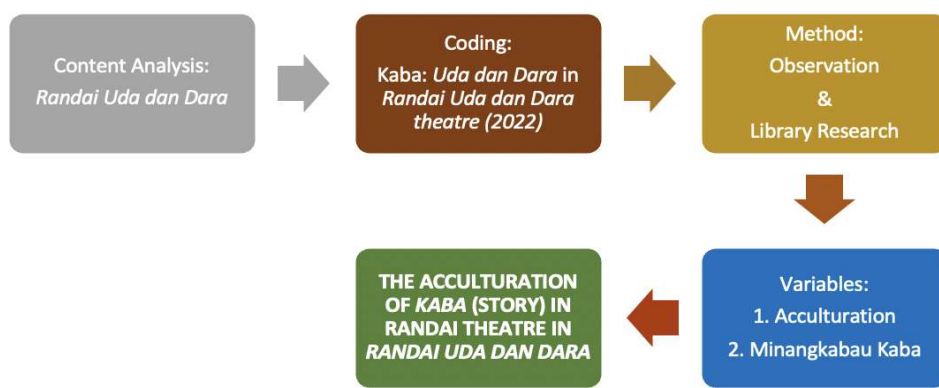 Content Analysis:
Randai Uda dan Dara
Coding:
Kaba: Uda dan Dara in
Randai Uda dan Dara
theatre (2022)
Method:
Observation
&
Library Research
Variables:
1. Acculturation
2. Minangkabau Kaba
THE ACCULTURATION
OF KABA (STORY) IN
RANDAI THEATRE IN
RANDAI UDA DAN DARA